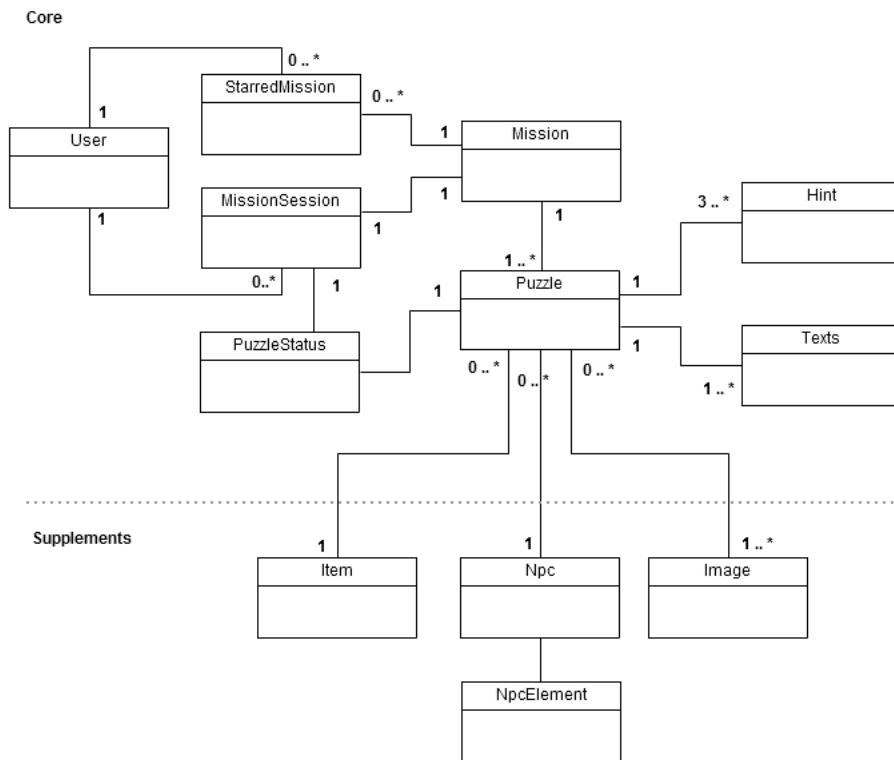 Core
0 .. *
StarredMission
0 .. *
1
1
Mission
User
1
MissionSession
1
1
1
Hint
3 .. *
1 .. *
0..*
1
1
Puzzle
1
PuzzleStatus
Texts
1
0 .. *
0 .. *
0 .. *
1 .. *
Supplements
1
1
1 .. *
Item
Npc
Image
NpcElement